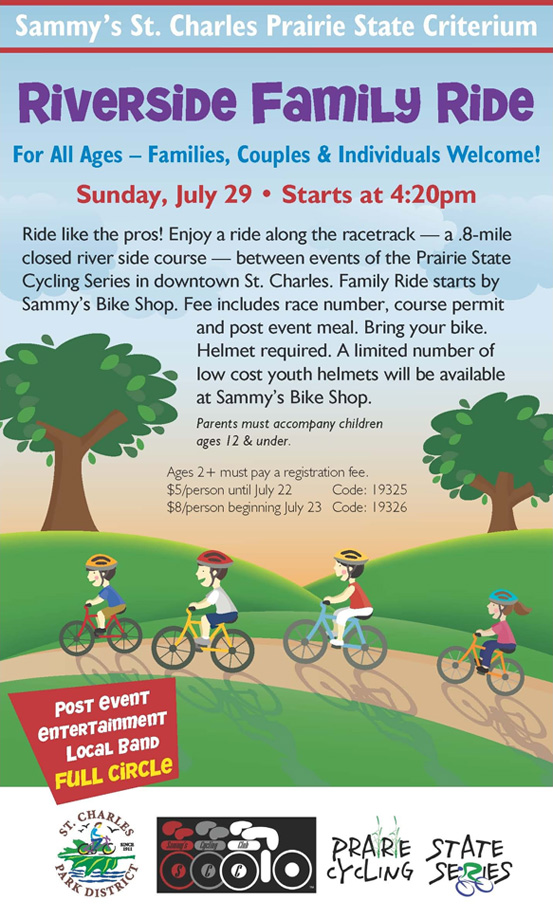 Sammy's St. Charles Prairie State Criterium
Riverside Family Ride
For All Ages – Families, Couples & Individuals Welcome!
Sunday, July 29 • Starts at 4:20pm
Ride like the pros! Enjoy a ride along the racetrack — a .8-mile
closed river side course — between events of the Prairie State
Cycling Series in downtown St. Charles. Family Ride starts by
Sammy's Bike Shop. Fee includes race number, course permit
and post event meal. Bring your bike.
Helmet required. A limited number of
low cost youth helmets will be available
at Sammy's Bike Shop.
Parents must accompany children
ages 12 & under.
Ages 2+ must pay a registration fee.
$5/person until July 22 Code: 19325
$8/person beginning July 23 Code: 19326
Post Event
Entertainment
Local Band
Full Circle
ST. CHARLES
SINCE
1911
PARK DISTRICT
Sammy's Cycling Club
S C C
PRAIRIE STATE
CYCLING SERIES